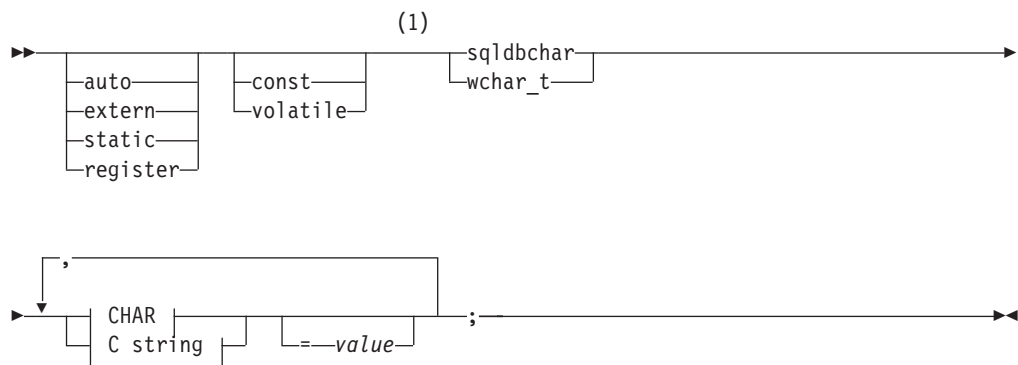 (1)
sqldbchar
auto const wchar_t
extern volatile
static
register
,
CHAR ;
C string = value